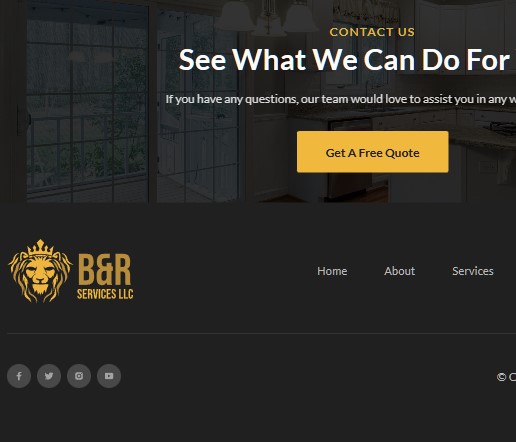 CONTACT US
See What We Can Do For
If you have any questions, our team would love to assist you in any
Get A Free Quote
B&R
SERVICES LLC
Home About Services
©